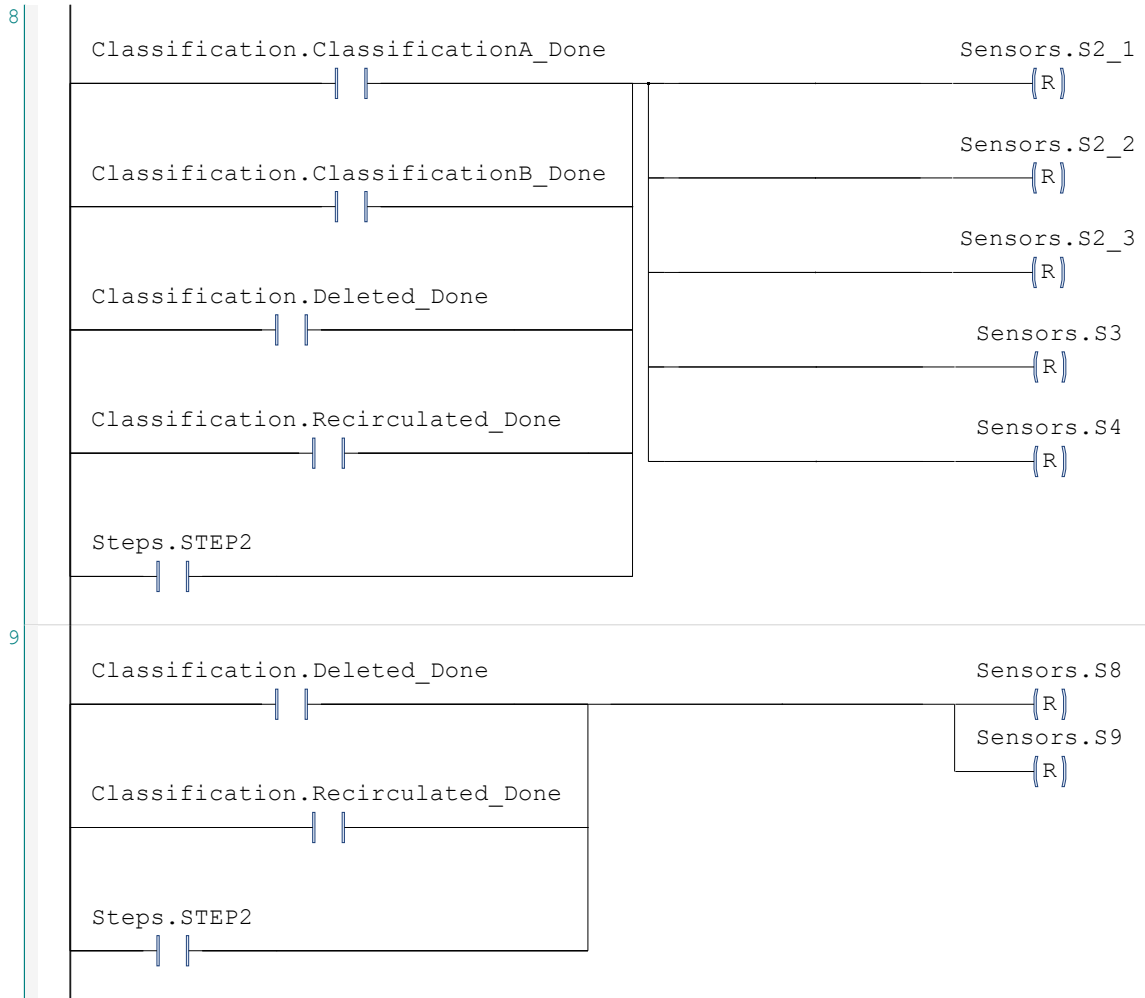 8
Classification.ClassificationA_Done
Sensors.S2_1
R
Sensors.S2_2
Classification.ClassificationB_Done
R
Sensors.S2_3
R
Classification.Deleted_Done
Sensors.S3
R
Classification.Recirculated_Done
Sensors.S4
R
Steps.STEP2
9
Classification.Deleted_Done
Sensors.S8
R
Sensors.S9
R
Classification.Recirculated_Done
Steps.STEP2